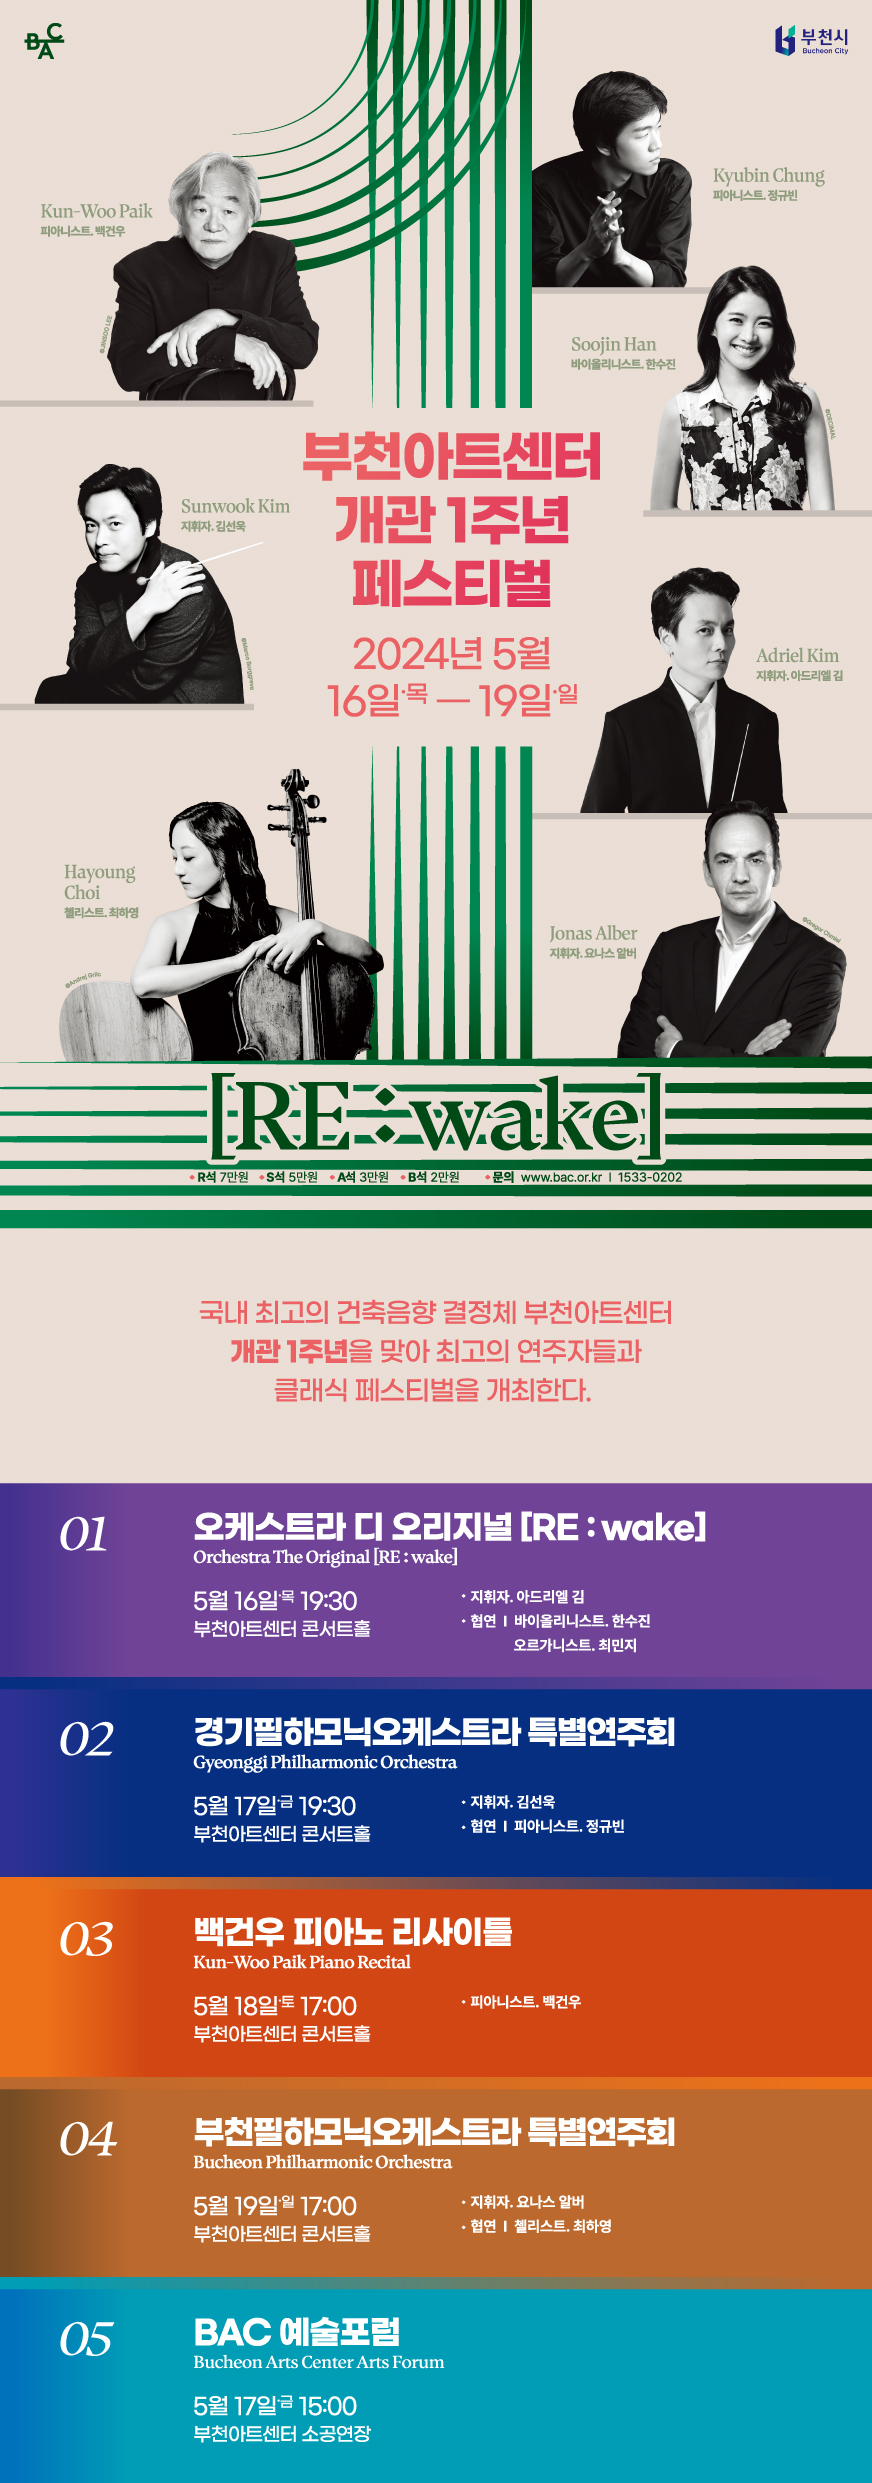 BAC
부천시
Bucheon City
Kyubin Chung
피아니스트. 정규빈
Kun-Woo Paik
피아니스트. 백건우
©JINSOO LEE
Soojin Han
바이올리니스트. 한수진
©DECIMAL
부천아트센터
개관 1주년
페스티벌
2024년 5월
16일·목 — 19일·일
Sunwook Kim
지휘자. 김선욱
©Marco Borggreve
Adriel Kim
지휘자. 아드리엘 김
Hayoung
Choi
첼리스트. 최하영
©Andrej Grilc
Jonas Alber
지휘자. 요나스 알버
[RE:wake]
• R석 7만원 • S석 5만원 • A석 3만원 • B석 2만원 • 문의 www.bac.or.kr I 1533-0202
국내 최고의 건축음향 결정체 부천아트센터
개관 1주년을 맞아 최고의 연주자들과
클래식 페스티벌을 개최한다.
01
오케스트라 디 오리지널 [RE : wake]
Orchestra The Original [RE : wake]
5월 16일·목 19:30
부천아트센터 콘서트홀
• 지휘자. 아드리엘 김
• 협연 I 바이올리니스트. 한수진
오르가니스트. 최민지
02
경기필하모닉오케스트라 특별연주회
Gyeonggi Philharmonic Orchestra
5월 17일·금 19:30
부천아트센터 콘서트홀
• 지휘자. 김선욱
• 협연 I 피아니스트. 정규빈
03
백건우 피아노 리사이틀
Kun-Woo Paik Piano Recital
5월 18일·토 17:00
부천아트센터 콘서트홀
• 피아니스트. 백건우
04
부천필하모닉오케스트라 특별연주회
Bucheon Philharmonic Orchestra
5월 19일·일 17:00
부천아트센터 콘서트홀
• 지휘자. 요나스 알버
• 협연 I 첼리스트. 최하영
05
BAC 예술포럼
Bucheon Arts Center Arts Forum
5월 17일·금 15:00
부천아트센터 소공연장